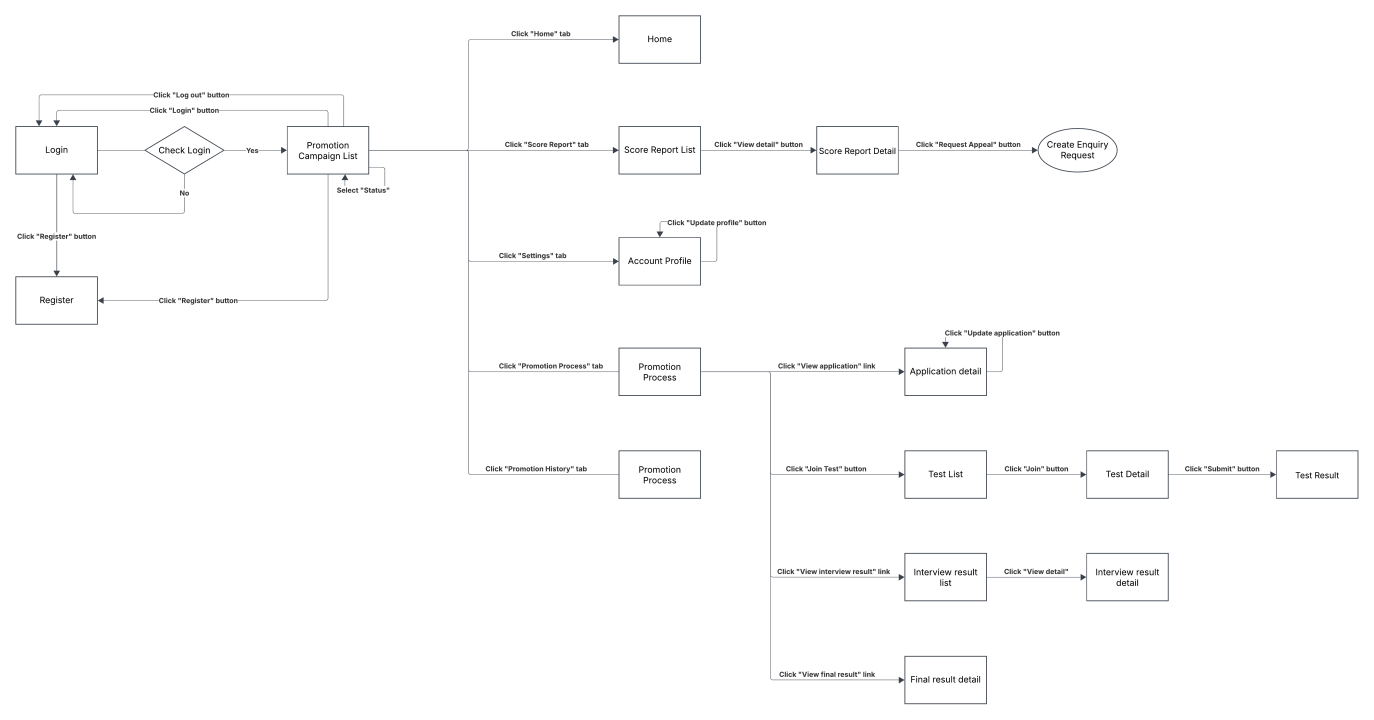 Click "Home" tab
Home
Click "Log out" button
Click "Login" button
Login
Check Login
Yes
Promotion
Campaign List
Click "Score Report" tab
Score Report List
Click "View detail" button
Score Report Detail
Click "Request Appeal" button
Create Enquiry
Request
No
Select "Status"
Click "Register" button
Click "Update profile" button
Click "Settings" tab
Account Profile
Register
Click "Register" button
Click "Update application" button
Click "Promotion Process" tab
Promotion
Process
Click "View application" link
Application detail
Click "Promotion History" tab
Promotion
Process
Click "Join Test" button
Test List
Click "Join" button
Test Detail
Click "Submit" button
Test Result
Click "View interview result" link
Interview result
list
Click "View detail"
Interview result
detail
Click "View final result" link
Final result detail